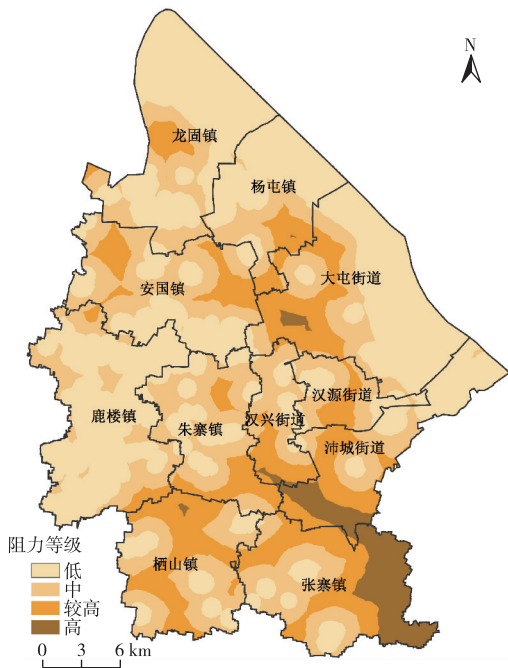 N
龙固镇
杨屯镇
大屯街道
安国镇
汉源街道
鹿楼镇
朱寨镇
汉兴街道
沛城街道
栖山镇
张寨镇
阻力等级
低
中
较高
高
0 3 6 km